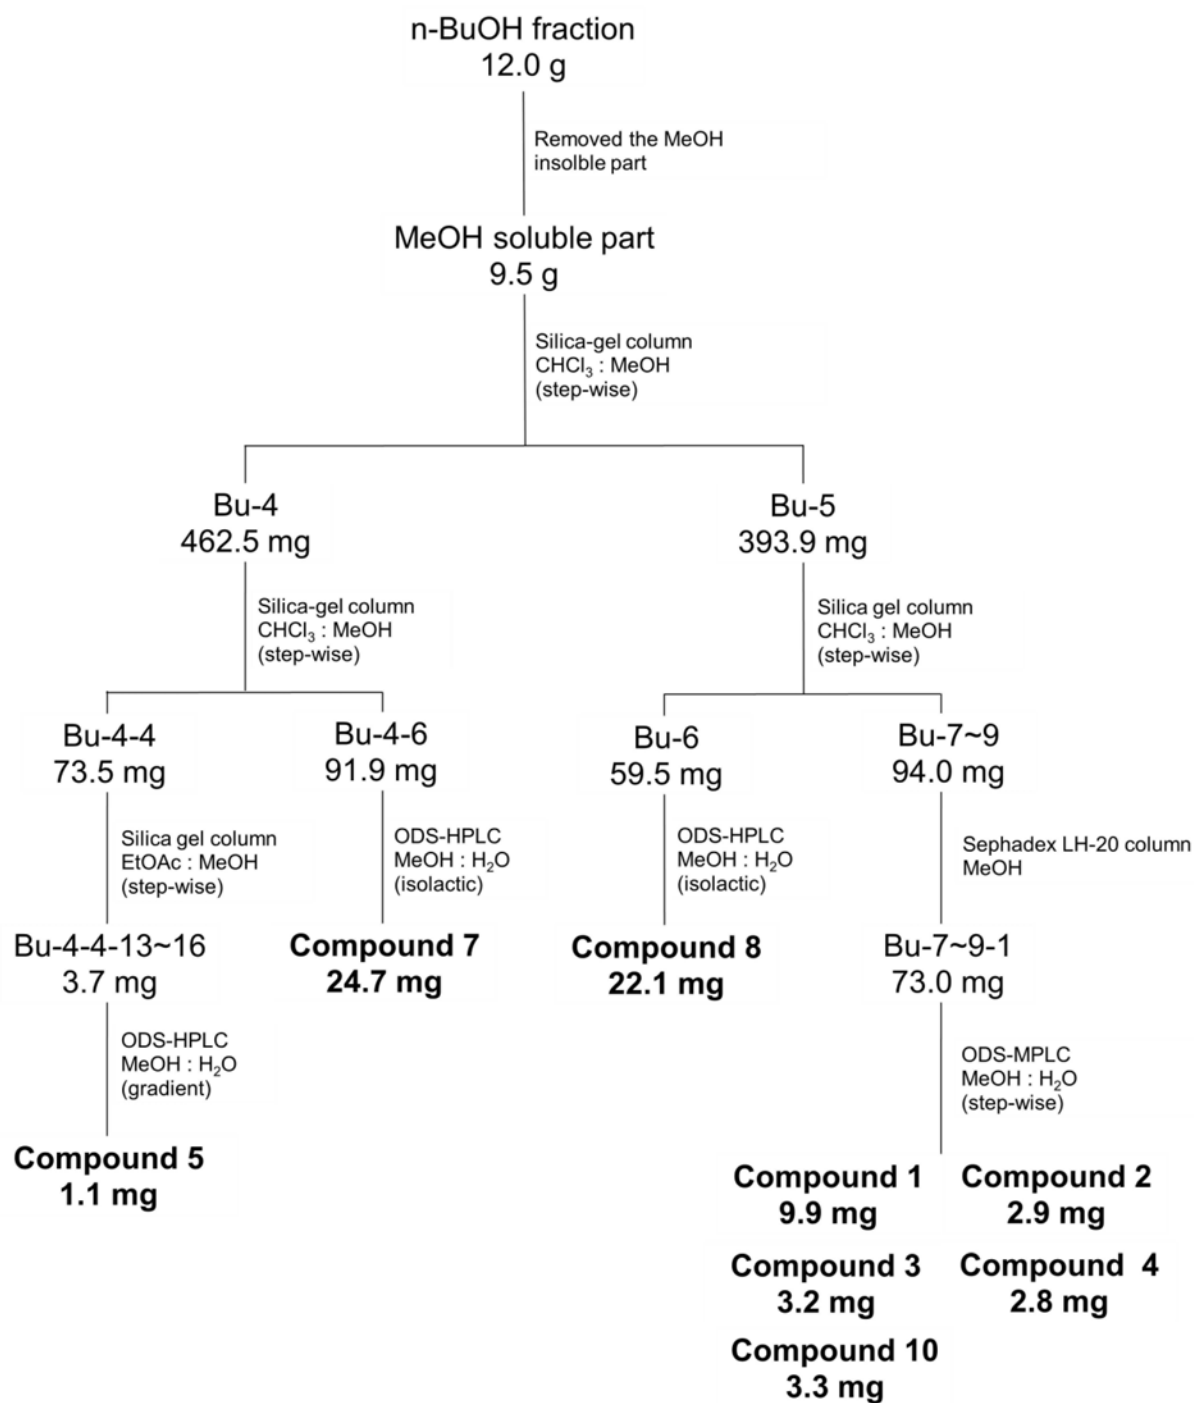 n-BuOH fraction
12.0 g
Removed the MeOH
insolble part
MeOH soluble part
9.5 g
Silica-gel column
CHCl₃ : MeOH
(step-wise)
Bu-4
462.5 mg
Bu-5
393.9 mg
Silica-gel column
CHCl₃ : MeOH
(step-wise)
Silica gel column
CHCl₃ : MeOH
(step-wise)
Bu-4-4
73.5 mg
Bu-4-6
91.9 mg
Bu-6
59.5 mg
Bu-7~9
94.0 mg
Silica gel column
EtOAc : MeOH
(step-wise)
ODS-HPLC
MeOH : H₂O
(isolactic)
ODS-HPLC
MeOH : H₂O
(isolactic)
Sephadex LH-20 column
MeOH
Bu-4-4-13~16
3.7 mg
Compound 7
24.7 mg
Compound 8
22.1 mg
Bu-7~9-1
73.0 mg
ODS-HPLC
MeOH : H₂O
(gradient)
ODS-MPLC
MeOH : H₂O
(step-wise)
Compound 5
1.1 mg
Compound 1
9.9 mg
Compound 2
2.9 mg
Compound 3
3.2 mg
Compound 4
2.8 mg
Compound 10
3.3 mg